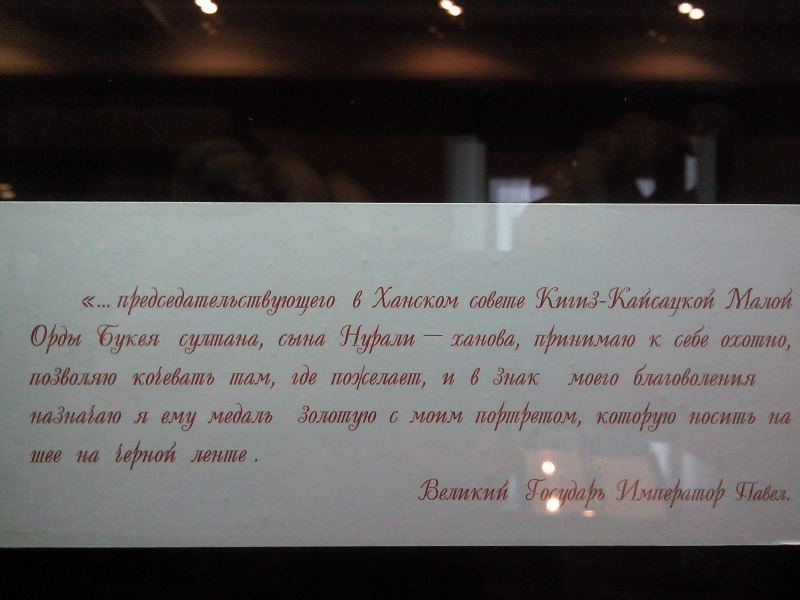 «... председательствующего в Ханском совете Кигиз-Кайсацкой Малой
Орды Букея султана, сына Нурали — ханова, принимаю к себе охотно,
позволяю кочевать там, где пожелает, и в знак моего благоволения
назначаю я ему медаль золотую с моим портретом, которую носить на
шее на черной ленте .
Великий Государь Император Павел.